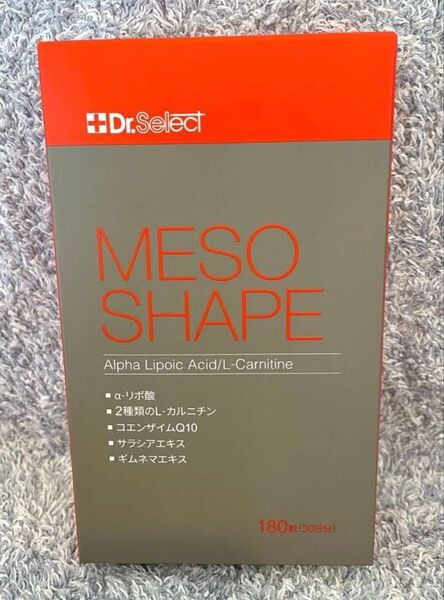 Dr.Select
MESO
SHAPE
Alpha Lipoic Acid/L-Carnitine
■ α-リポ酸
■ 2種類のL-カルニチン
■ コエンザイムQ10
■ サラシアエキス
■ ギムネマエキス
180粒(30日分)